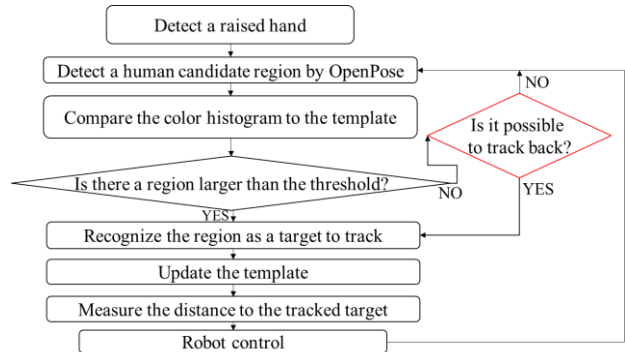 Detect a raised hand
Detect a human candidate region by OpenPose
NO
Compare the color histogram to the template
Is it possible
to track back?
Is there a region larger than the threshold?
NO
YES
YES
Recognize the region as a target to track
Update the template
Measure the distance to the tracked target
Robot control